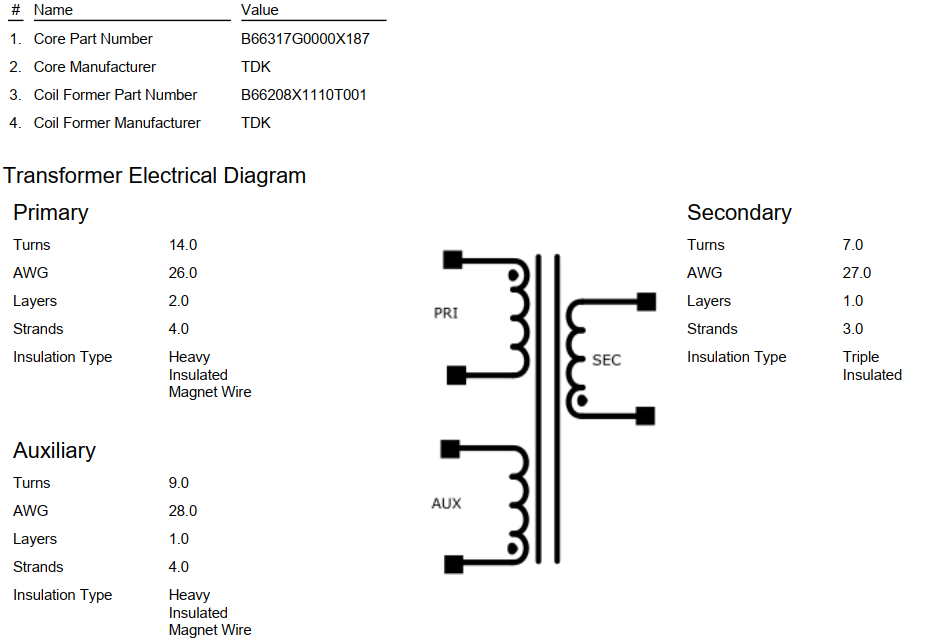 # Name Value
1. Core Part Number B66317G0000X187
2. Core Manufacturer TDK
3. Coil Former Part Number B66208X1110T001
4. Coil Former Manufacturer TDK
Transformer Electrical Diagram
Primary
Turns 14.0
AWG 26.0
Layers 2.0
Strands 4.0
Insulation Type Heavy
Insulated
Magnet Wire
Auxiliary
Turns 9.0
AWG 28.0
Layers 1.0
Strands 4.0
Insulation Type Heavy
Insulated
Magnet Wire
PRI
AUX
SEC
Secondary
Turns 7.0
AWG 27.0
Layers 1.0
Strands 3.0
Insulation Type Triple
Insulated